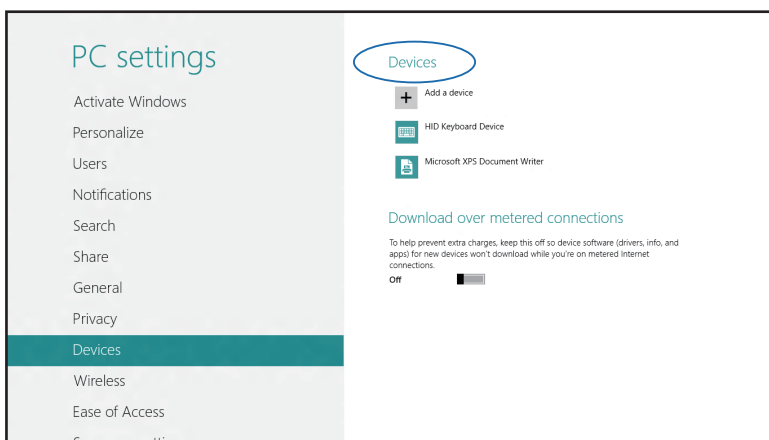 PC settings
Activate Windows
Personalize
Users
Notifications
Search
Share
General
Privacy
Devices
Wireless
Ease of Access
Devices
Add a device
HID Keyboard Device
Microsoft XPS Document Writer
Download over metered connections
To help prevent extra charges, keep this off so device software (drivers, info, and
apps) for new devices won't download while you're on metered Internet
connections.
Off